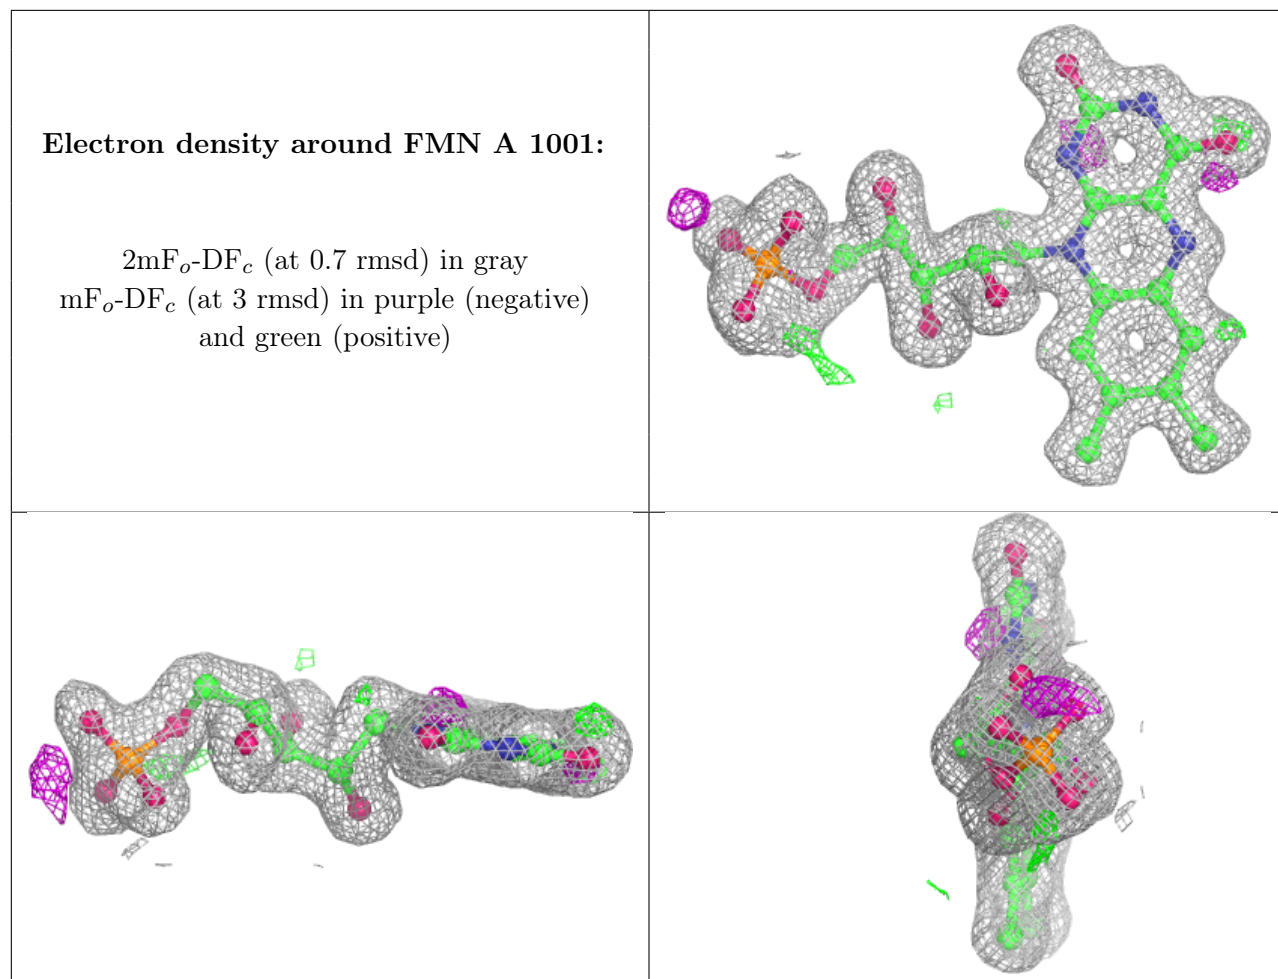 Electron density around FMN A 1001:
2mFo-DFc (at 0.7 rmsd) in gray
mFo-DFc (at 3 rmsd) in purple (negative)
and green (positive)